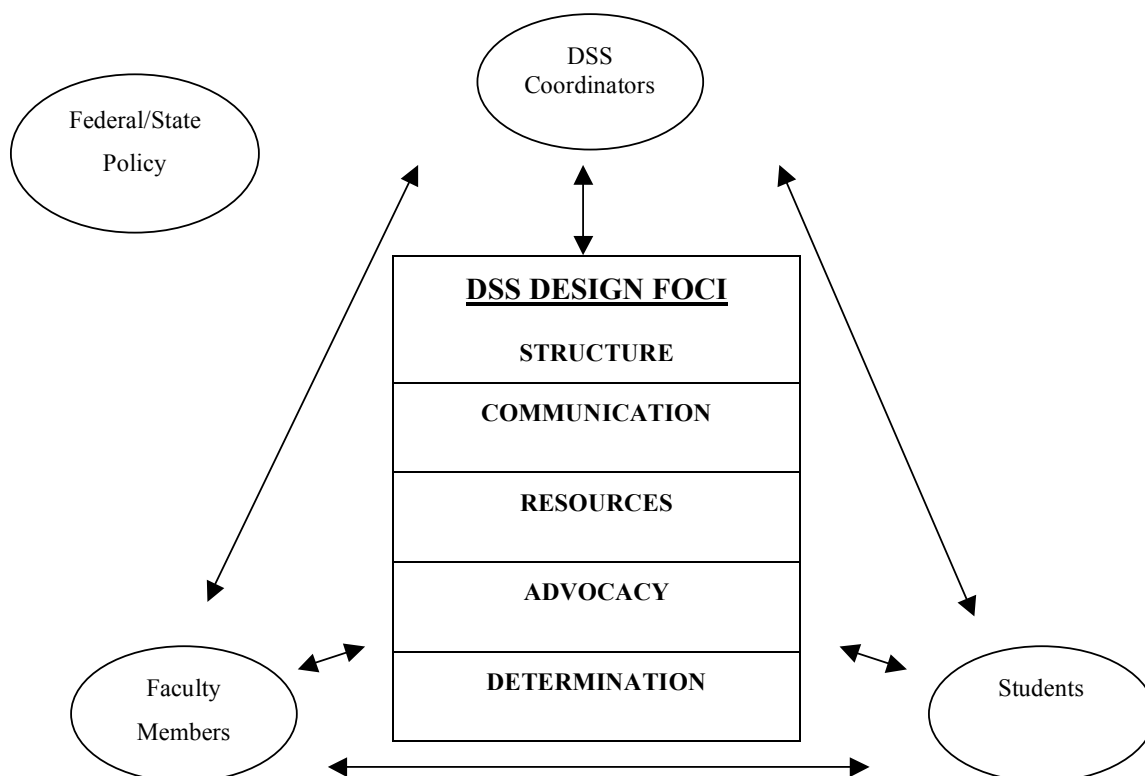 DSS
Coordinators
Federal/State
Policy
DSS DESIGN FOCI
STRUCTURE
COMMUNICATION
RESOURCES
ADVOCACY
DETERMINATION
Faculty
Members
Students